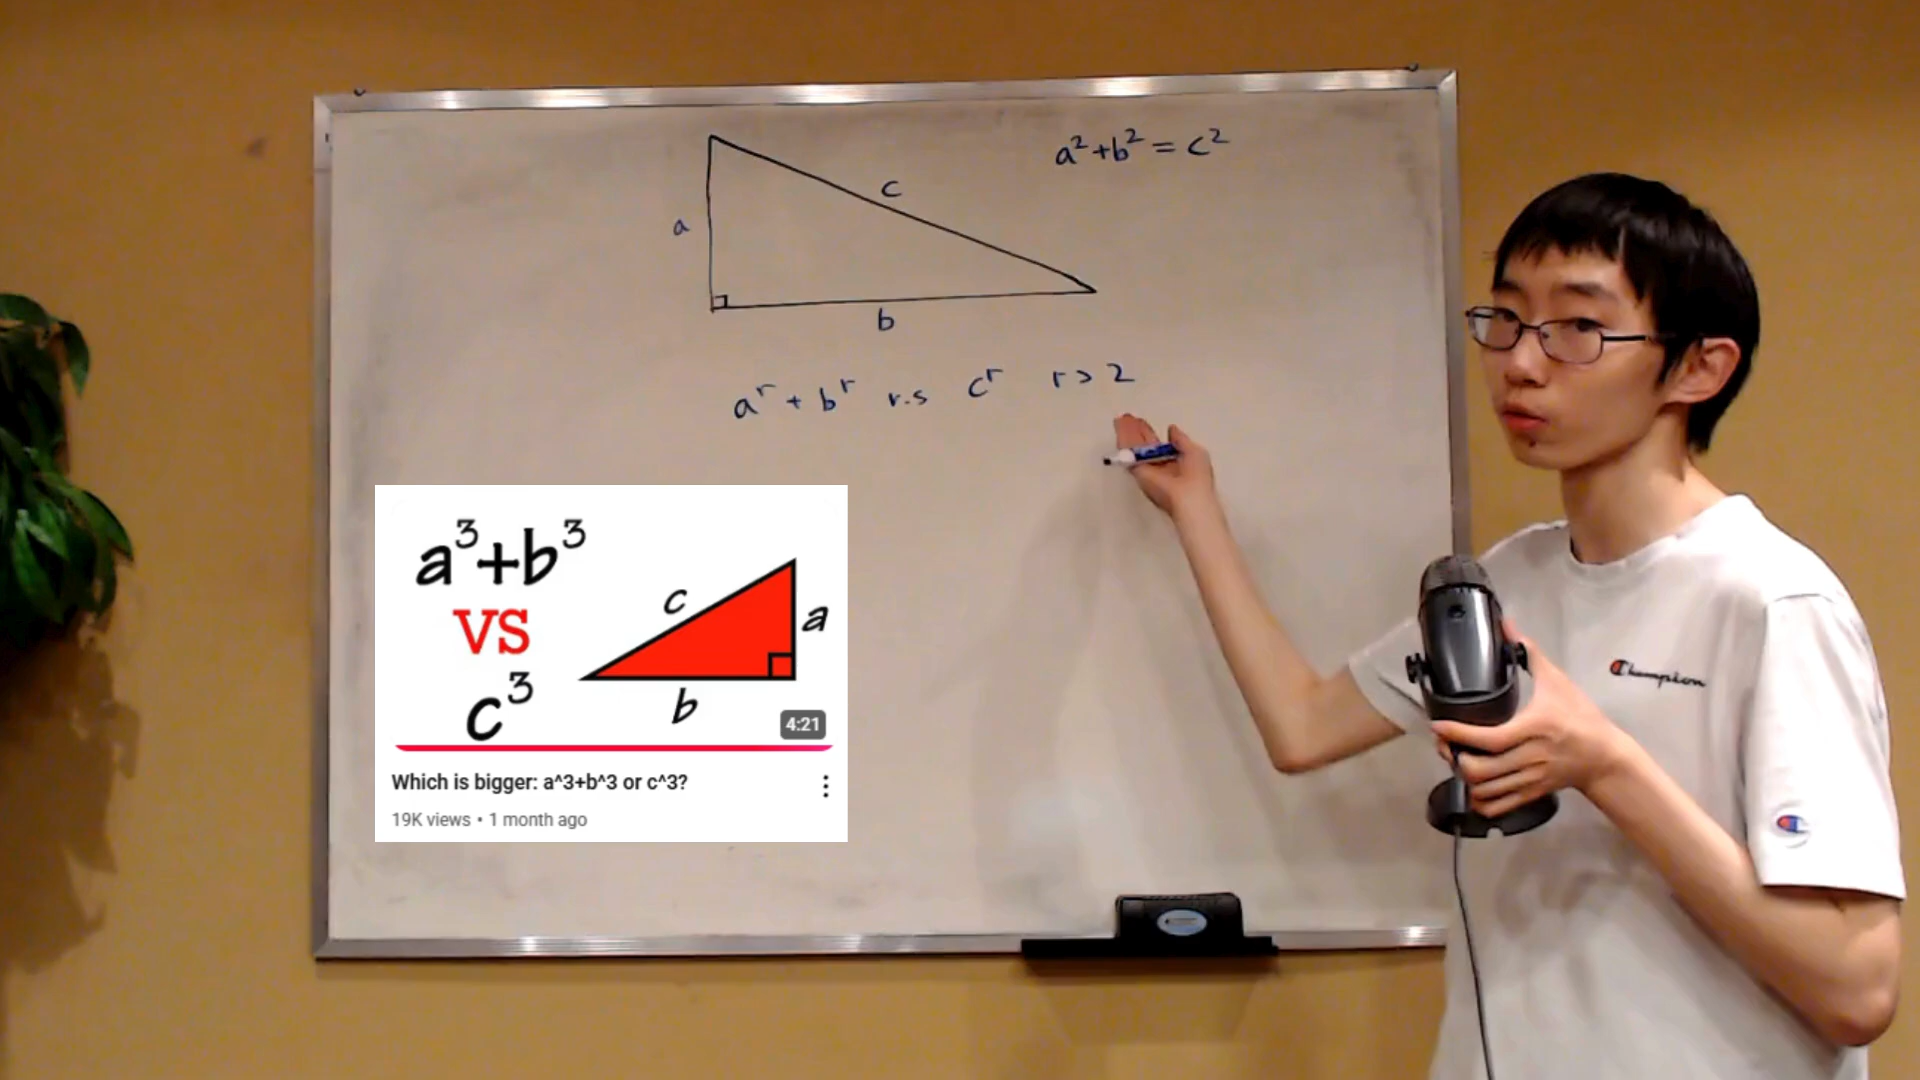 a² + b² = c²
a
c
b
aʳ + bʳ v.s cʳ r > 2
a³+b³
VS
c³
c
a
b
4:21
Which is bigger: a^3+b^3 or c^3?
19K views • 1 month ago
Champion